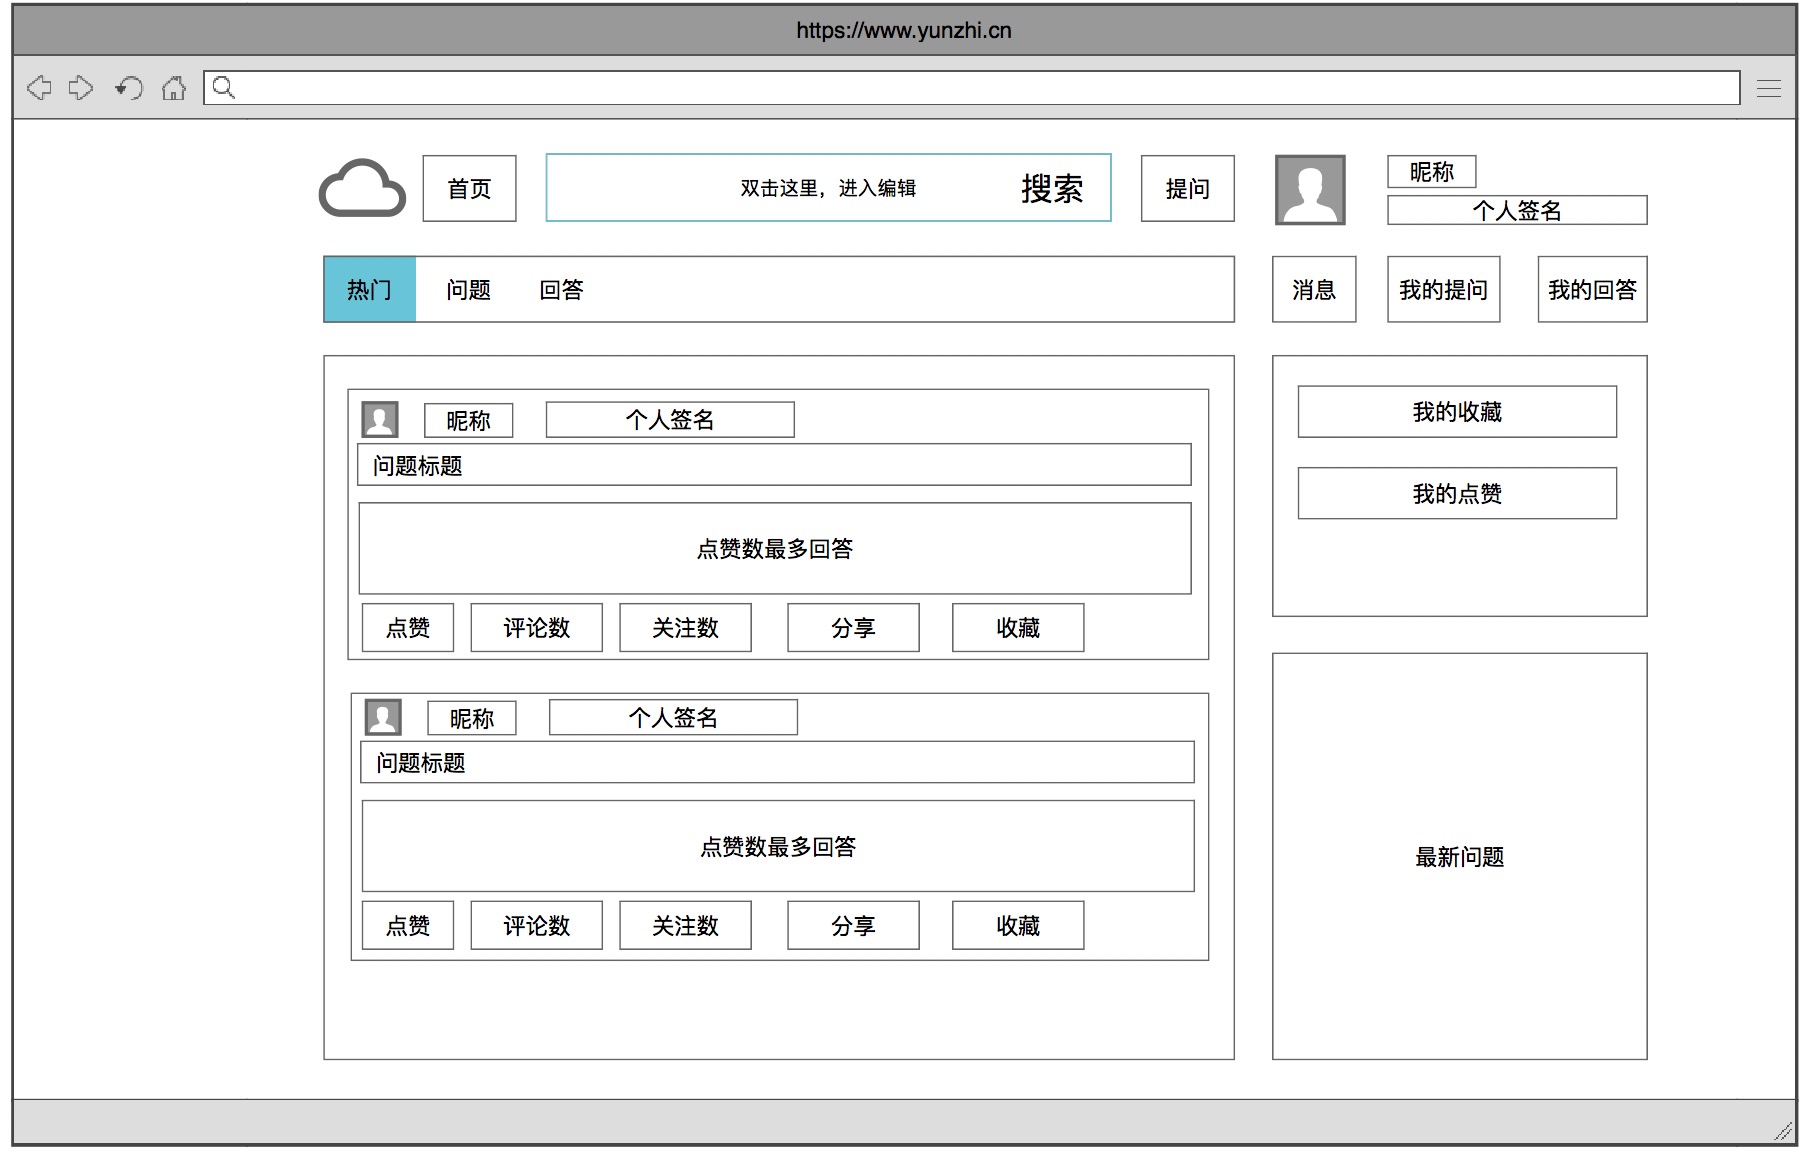 https://www.yunzhi.cn
首页
双击这里，进入编辑
搜索
提问
昵称
个人签名
热门 问题 回答
消息
我的提问
我的回答
昵称
个人签名
问题标题
点赞数最多回答
点赞
评论数
关注数
分享
收藏
昵称
个人签名
问题标题
点赞数最多回答
点赞
评论数
关注数
分享
收藏
我的收藏
我的点赞
最新问题